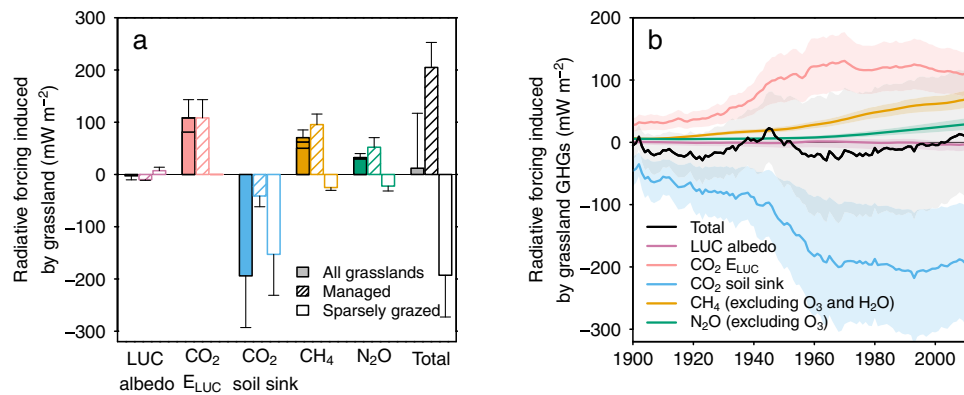 a
Radiative forcing induced
by grassland (mW m⁻²)
300
200
100
0
−100
−200
−300
All grasslands
Managed
Sparsely grazed
LUC albedo
CO₂ E_LUC
CO₂ soil sink
CH₄
N₂O
Total
b
Radiative forcing induced
by grassland GHGs (mW m⁻²)
200
100
0
−100
−200
−300
Total
LUC albedo
CO₂ E_LUC
CO₂ soil sink
CH₄ (excluding O₃ and H₂O)
N₂O (excluding O₃)
1900 1920 1940 1960 1980 2000